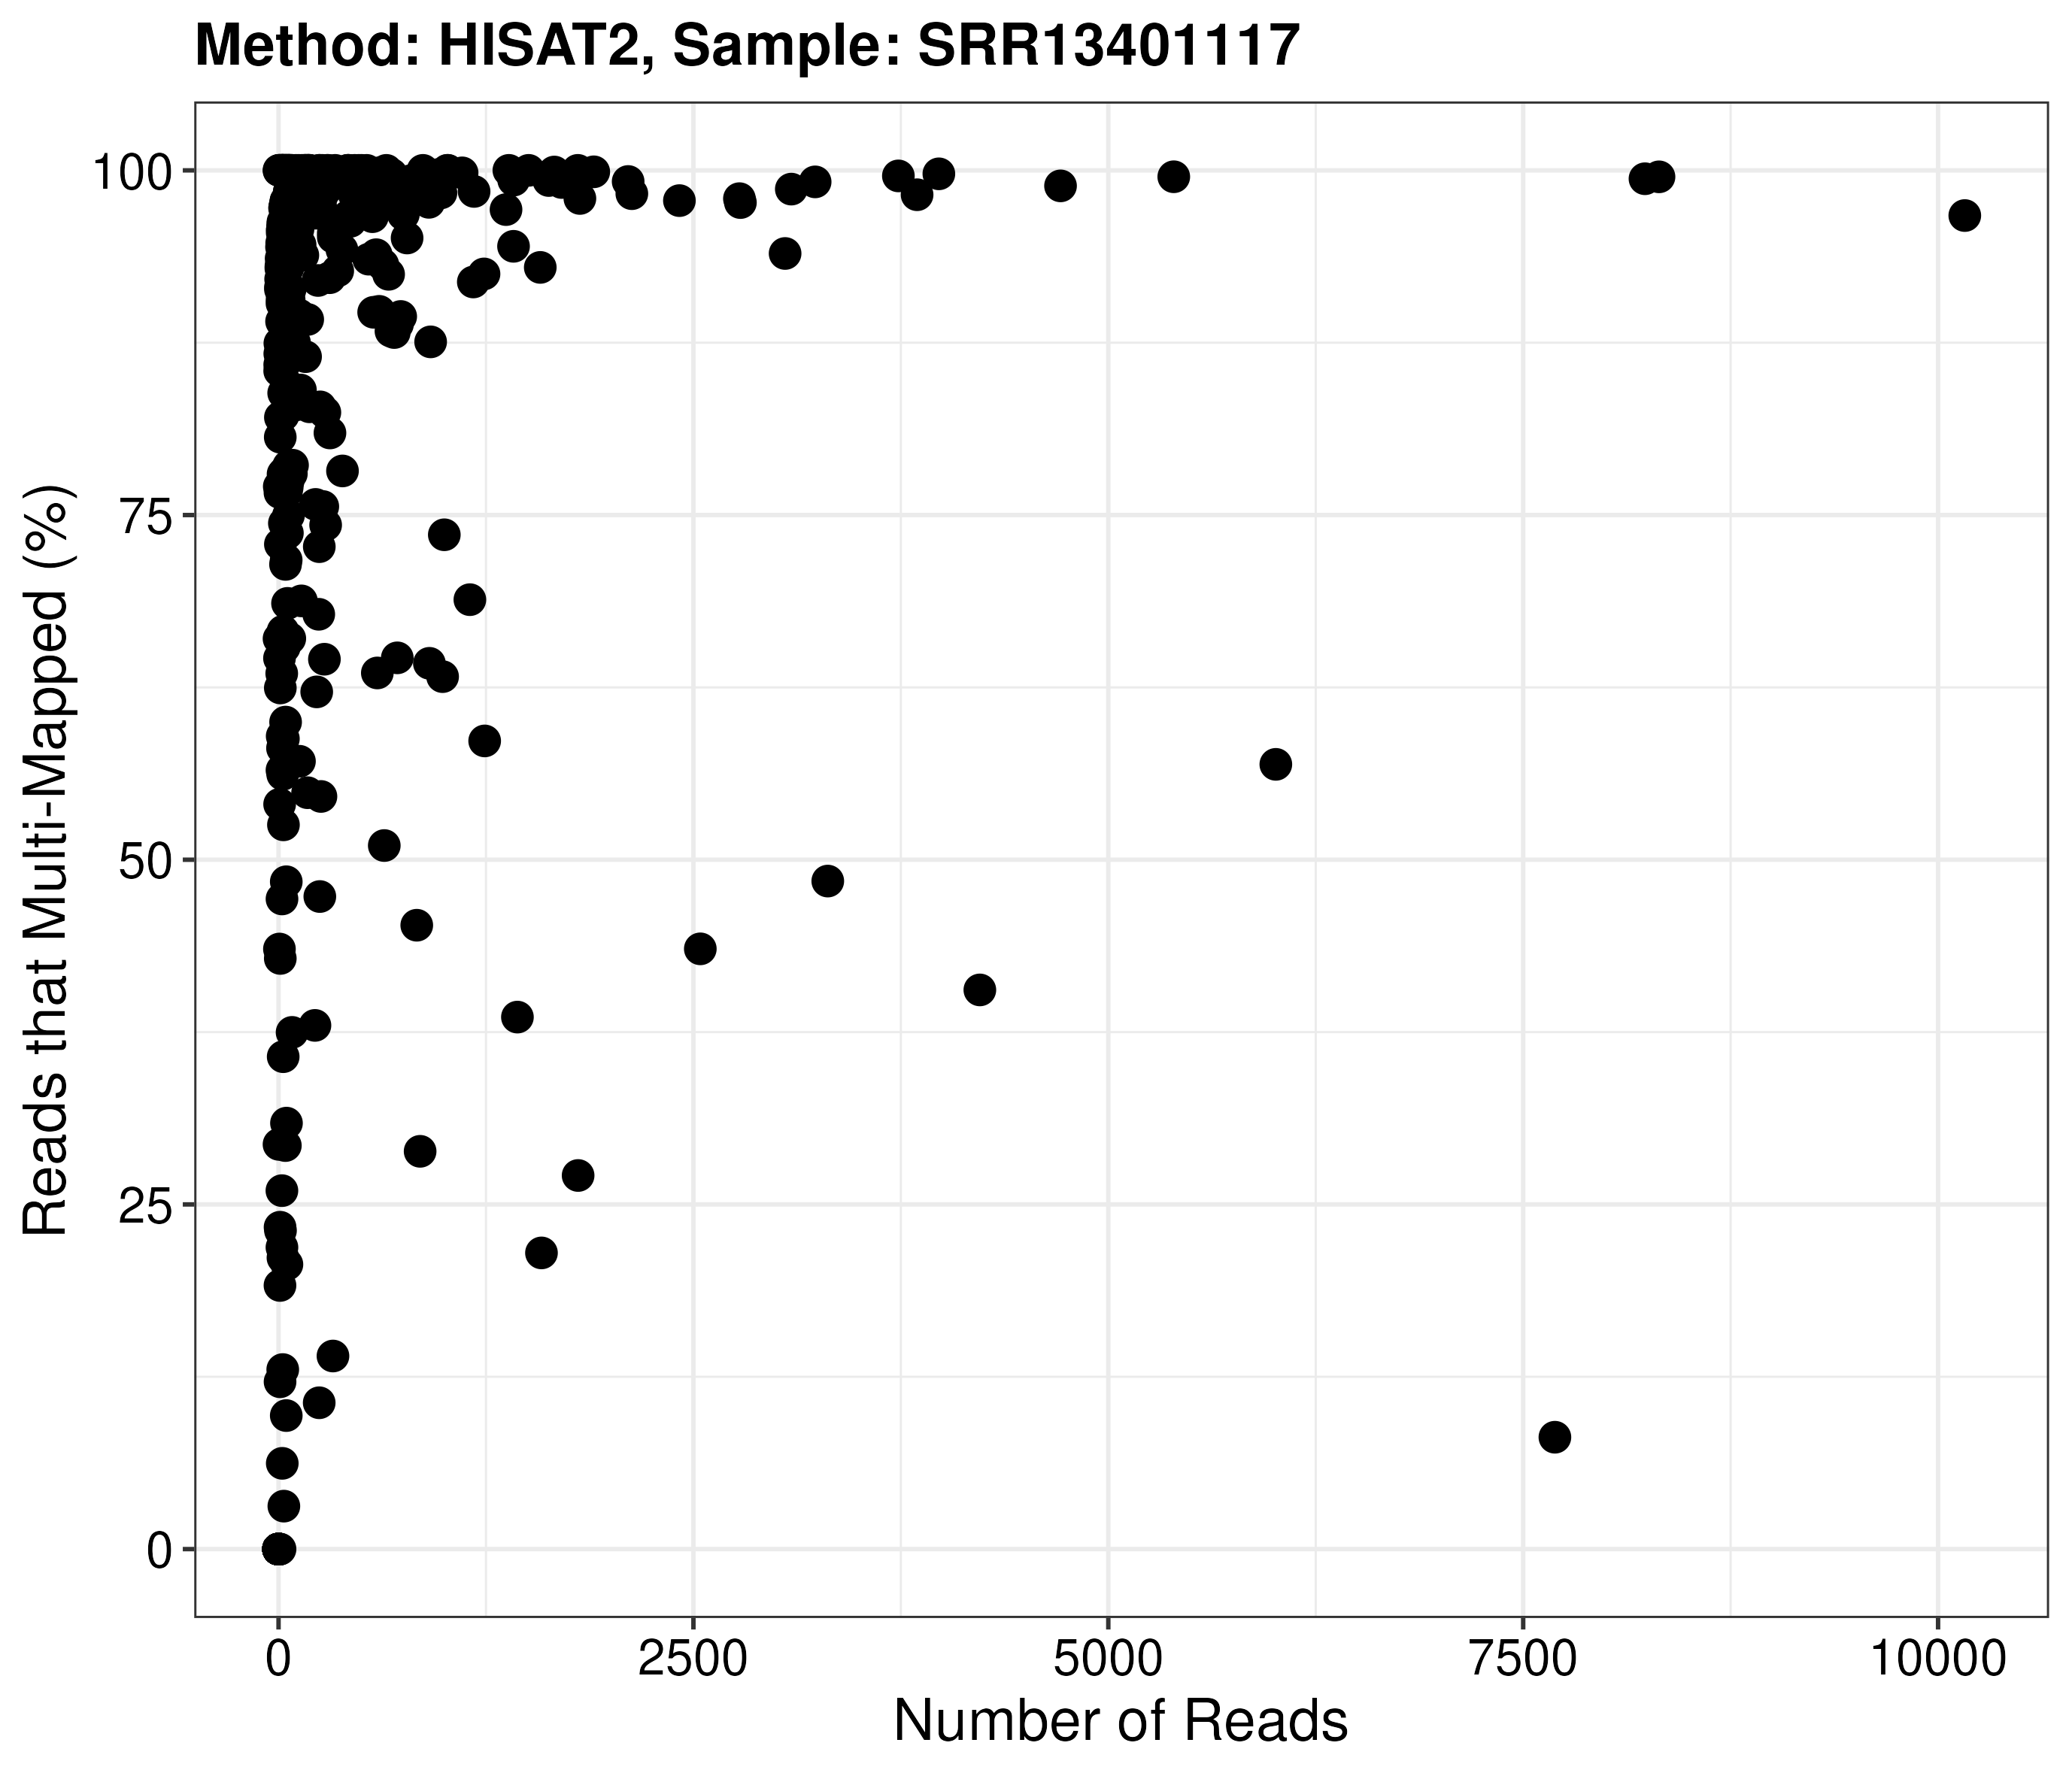 Method: HISAT2, Sample: SRR13401117
Reads that Multi-Mapped (%)
100
75
50
25
0
0 2500 5000 7500 10000
Number of Reads